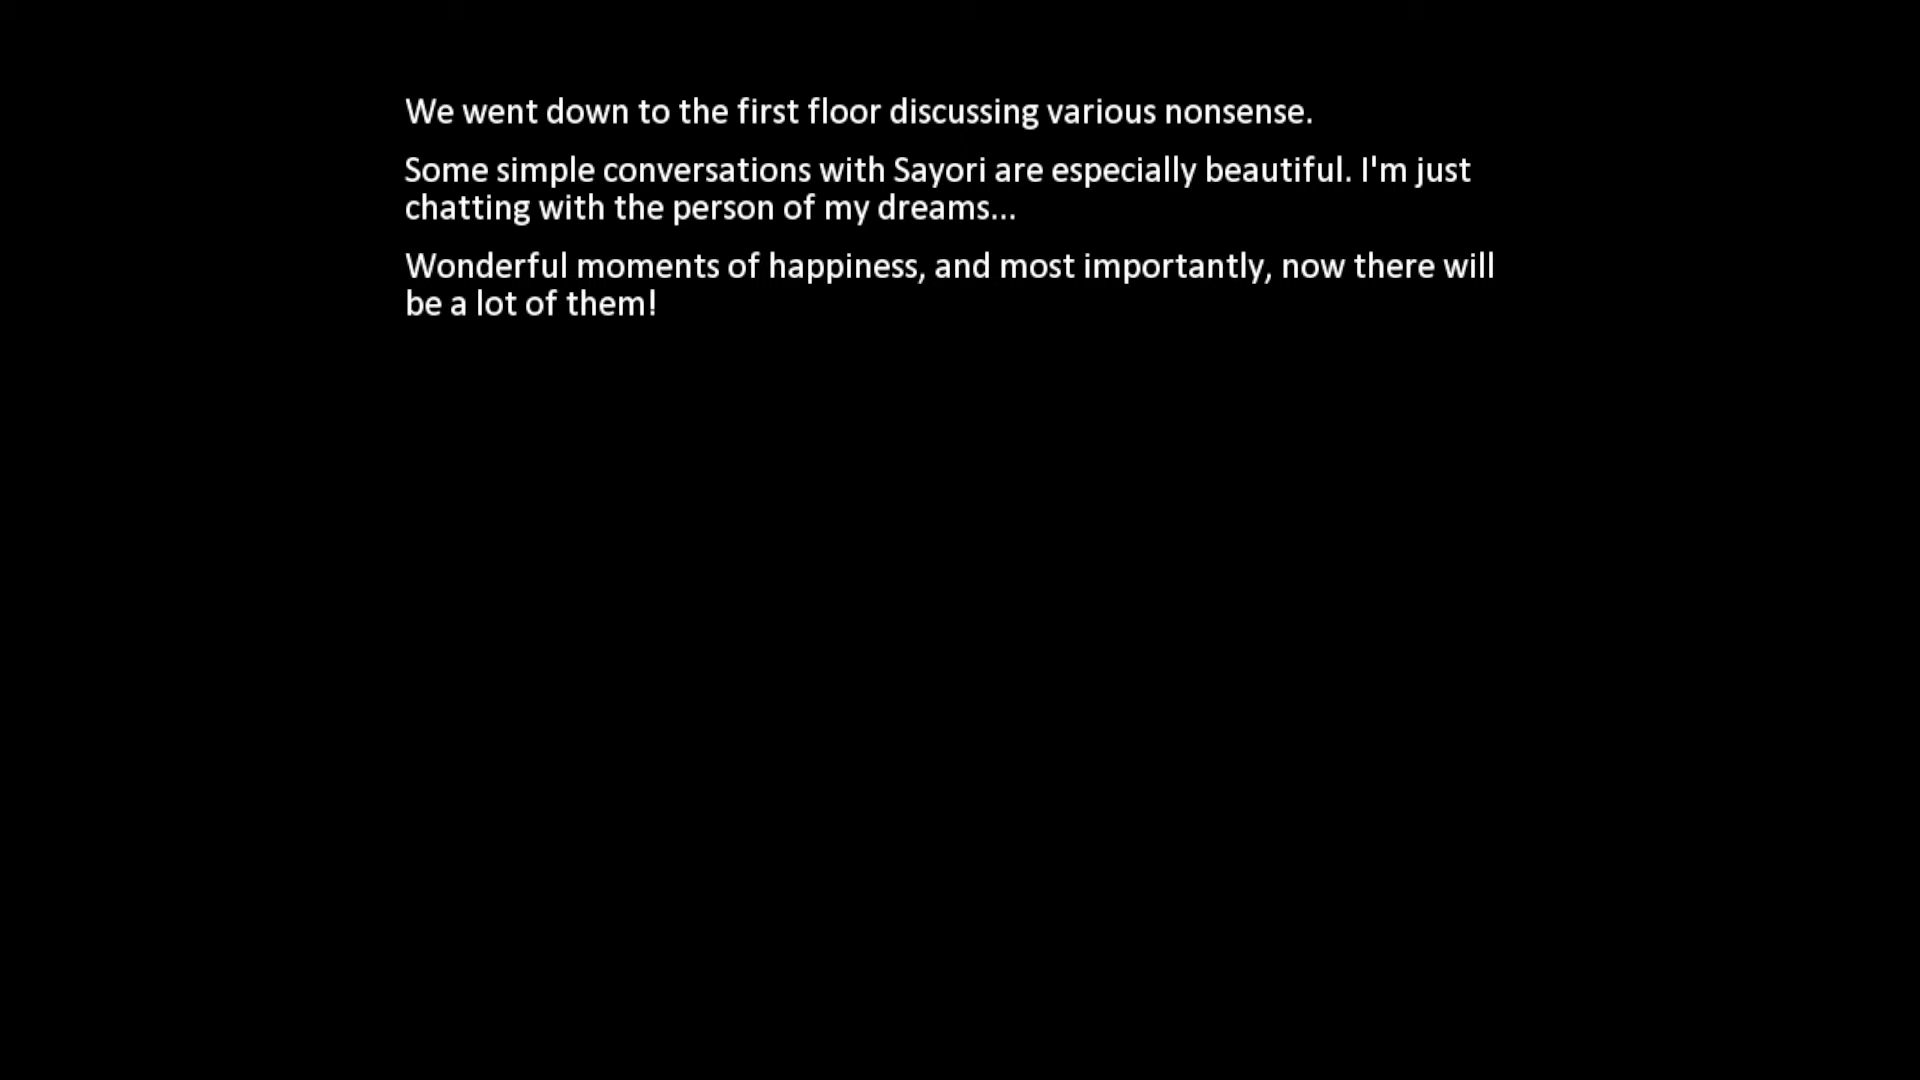 We went down to the first floor discussing various nonsense.
Some simple conversations with Sayori are especially beautiful. I'm just
chatting with the person of my dreams...
Wonderful moments of happiness, and most importantly, now there will
be a lot of them!